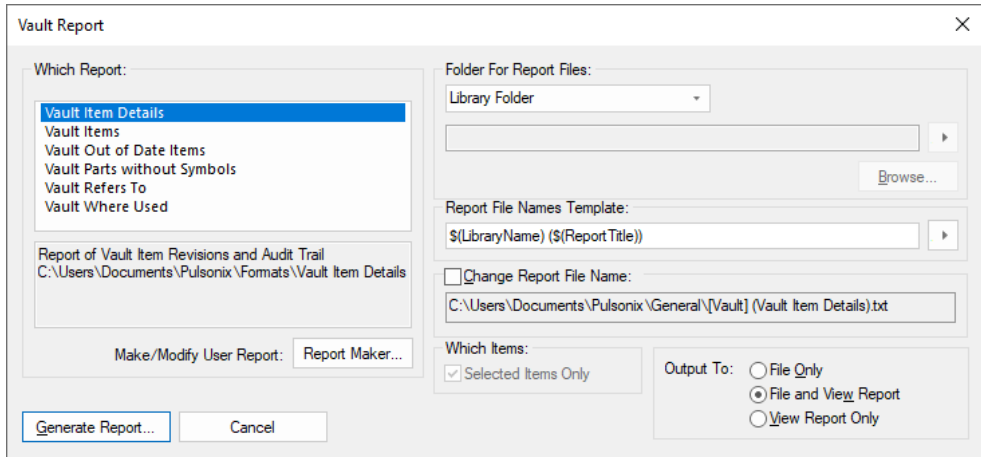 Vault Report
Which Report:
Vault Item Details
Vault Items
Vault Out of Date Items
Vault Parts without Symbols
Vault Refers To
Vault Where Used
Report of Vault Item Revisions and Audit Trail
C:\Users\Documents\Pulsonix\Formats\Vault Item Details
Make/Modify User Report: Report Maker...
Generate Report... Cancel
Folder For Report Files:
Library Folder
Browse...
Report File Names Template:
$(LibraryName) ($(ReportTitle))
Change Report File Name:
C:\Users\Documents\Pulsonix\General\[Vault] (Vault Item Details).txt
Which Items:
Selected Items Only
Output To: File Only
File and View Report
View Report Only